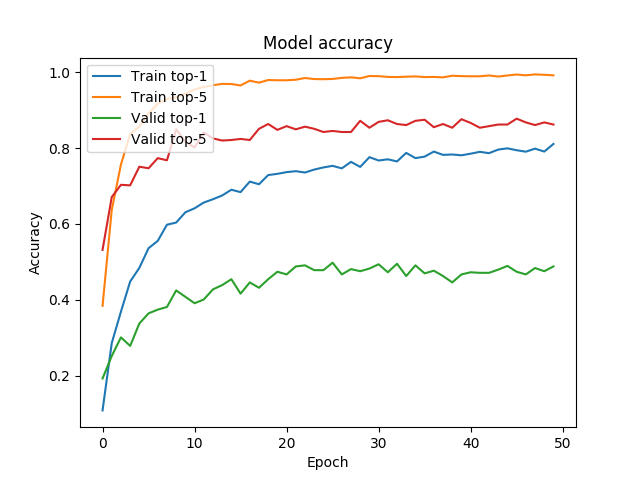 Model accuracy
Train top-1
Train top-5
Valid top-1
Valid top-5
Accuracy
1.0
0.8
0.6
0.4
0.2
0 10 20 30 40 50
Epoch